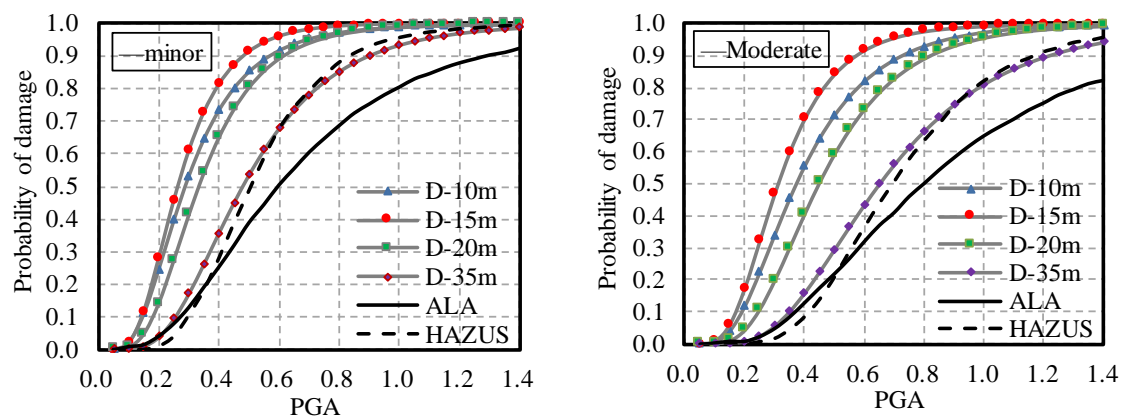 Probability of damage
1.0
0.9
0.8
0.7
0.6
0.5
0.4
0.3
0.2
0.1
0.0
—minor
D-10m
D-15m
D-20m
D-35m
ALA
HAZUS
0.0 0.2 0.4 0.6 0.8 1.0 1.2 1.4
PGA
Probability of damage
1.0
0.9
0.8
0.7
0.6
0.5
0.4
0.3
0.2
0.1
0.0
—Moderate
D-10m
D-15m
D-20m
D-35m
ALA
HAZUS
0.0 0.2 0.4 0.6 0.8 1.0 1.2 1.4
PGA